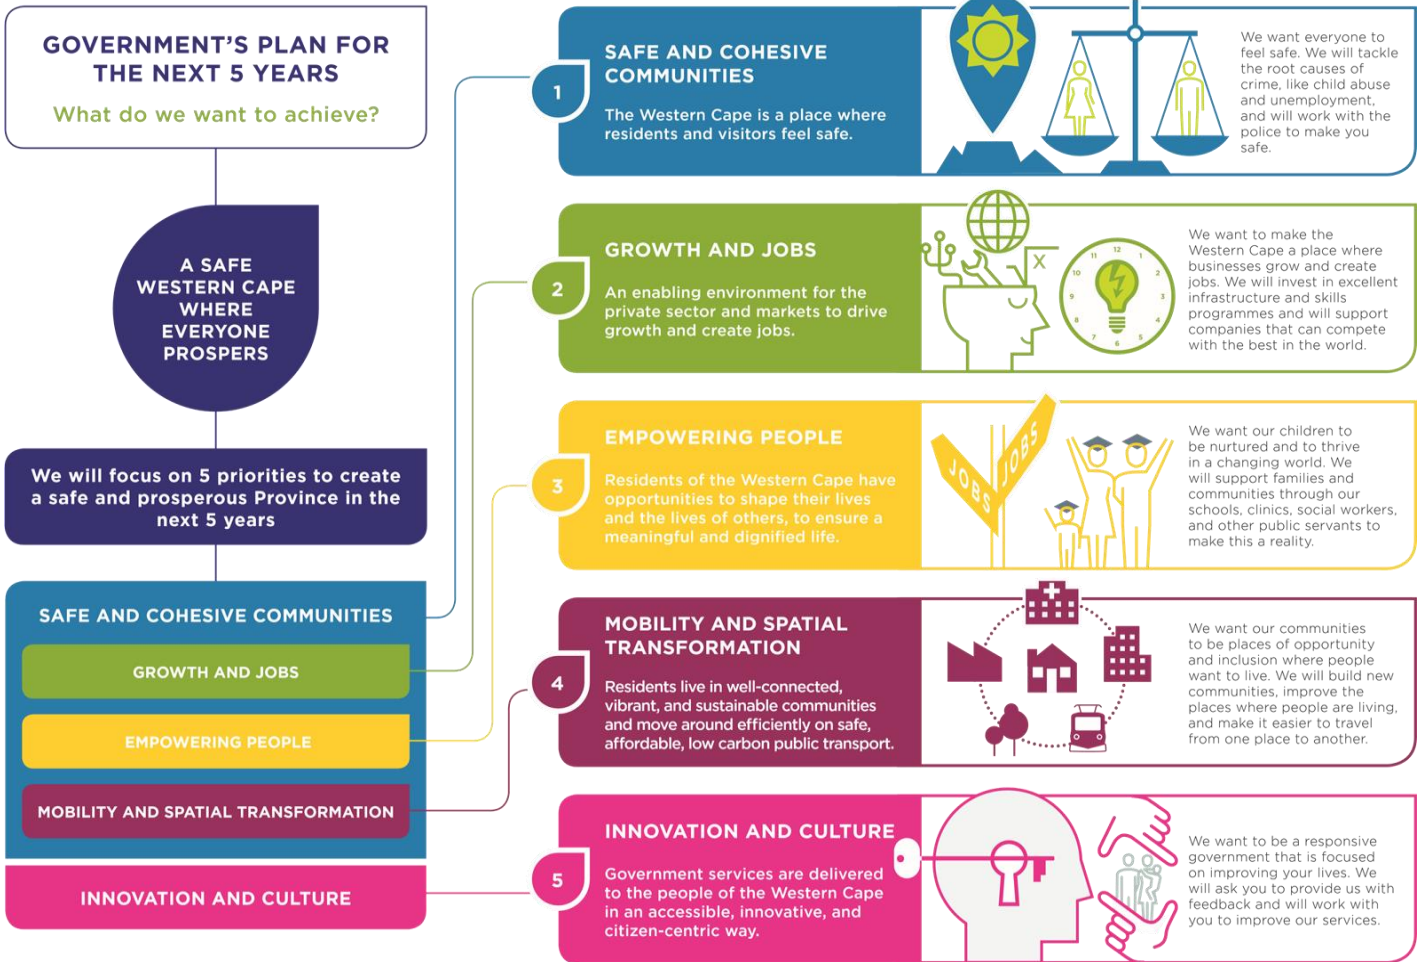 GOVERNMENT'S PLAN FOR
THE NEXT 5 YEARS
What do we want to achieve?
A SAFE
WESTERN CAPE
WHERE
EVERYONE
PROSPERS
We will focus on 5 priorities to create
a safe and prosperous Province in the
next 5 years
SAFE AND COHESIVE COMMUNITIES
GROWTH AND JOBS
EMPOWERING PEOPLE
MOBILITY AND SPATIAL TRANSFORMATION
INNOVATION AND CULTURE
1
SAFE AND COHESIVE
COMMUNITIES
The Western Cape is a place where
residents and visitors feel safe.
We want everyone to
feel safe. We will tackle
the root causes of
crime, like child abuse
and unemployment,
and will work with the
police to make you
safe.
2
GROWTH AND JOBS
An enabling environment for the
private sector and markets to drive
growth and create jobs.
X
12
1
2
3
4
5
6
7
8
9
10
11
We want to make the
Western Cape a place where
businesses grow and create
jobs. We will invest in excellent
infrastructure and skills
programmes and will support
companies that can compete
with the best in the world.
3
EMPOWERING PEOPLE
Residents of the Western Cape have
opportunities to shape their lives
and the lives of others, to ensure a
meaningful and dignified life.
JOBS
JOBS
We want our children to
be nurtured and to thrive
in a changing world. We
will support families and
communities through our
schools, clinics, social workers,
and other public servants to
make this a reality.
4
MOBILITY AND SPATIAL
TRANSFORMATION
Residents live in well-connected,
vibrant, and sustainable communities
and move around efficiently on safe,
affordable, low carbon public transport.
We want our communities
to be places of opportunity
and inclusion where people
want to live. We will build new
communities, improve the
places where people are living,
and make it easier to travel
from one place to another.
5
INNOVATION AND CULTURE
Government services are delivered
to the people of the Western Cape
in an accessible, innovative, and
citizen-centric way.
We want to be a responsive
government that is focused
on improving your lives. We
will ask you to provide us with
feedback and will work with
you to improve our services.